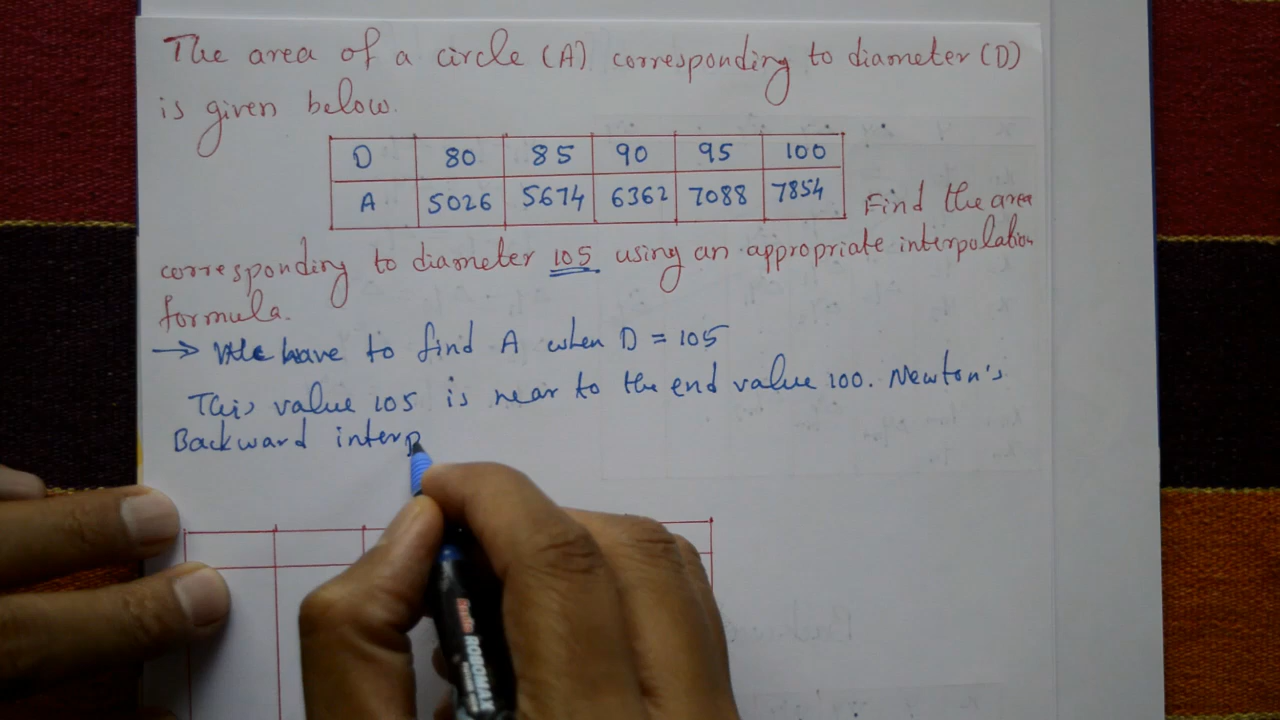 The area of a circle (A) corresponding to diameter (D)
is given below.
D 80 85 90 95 100
A 5026 5674 6362 7088 7854 Find the area
corresponding to diameter 105 using an appropriate interpolation
formula.
→ We have to find A when D = 105
This value 105 is near to the end value 100. Newton's
Backward interp
ROBOMAX